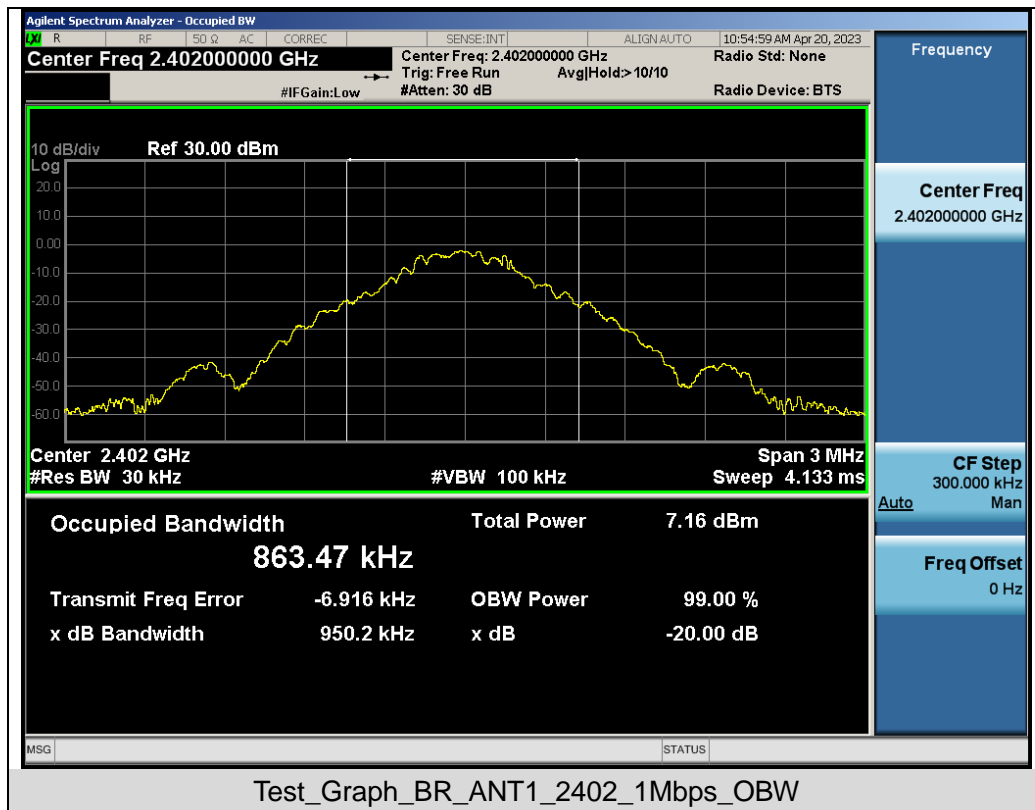 Agilent Spectrum Analyzer - Occupied BW
LXI R RF 50 Ω AC CORREC SENSE:INT ALIGN AUTO 10:54:59 AM Apr 20, 2023
Center Freq 2.402000000 GHz Center Freq: 2.402000000 GHz Radio Std: None
Trig: Free Run Avg|Hold:>10/10
#IFGain:Low #Atten: 30 dB Radio Device: BTS
10 dB/div Ref 30.00 dBm
Log
20.0
10.0
0.00
-10.0
-20.0
-30.0
-40.0
-50.0
-60.0
Center 2.402 GHz Span 3 MHz
#Res BW 30 kHz #VBW 100 kHz Sweep 4.133 ms
Occupied Bandwidth Total Power 7.16 dBm
863.47 kHz
Transmit Freq Error -6.916 kHz OBW Power 99.00 %
x dB Bandwidth 950.2 kHz x dB -20.00 dB
MSG STATUS
Frequency
Center Freq
2.402000000 GHz
CF Step
300.000 kHz
Auto Man
Freq Offset
0 Hz
Test_Graph_BR_ANT1_2402_1Mbps_OBW